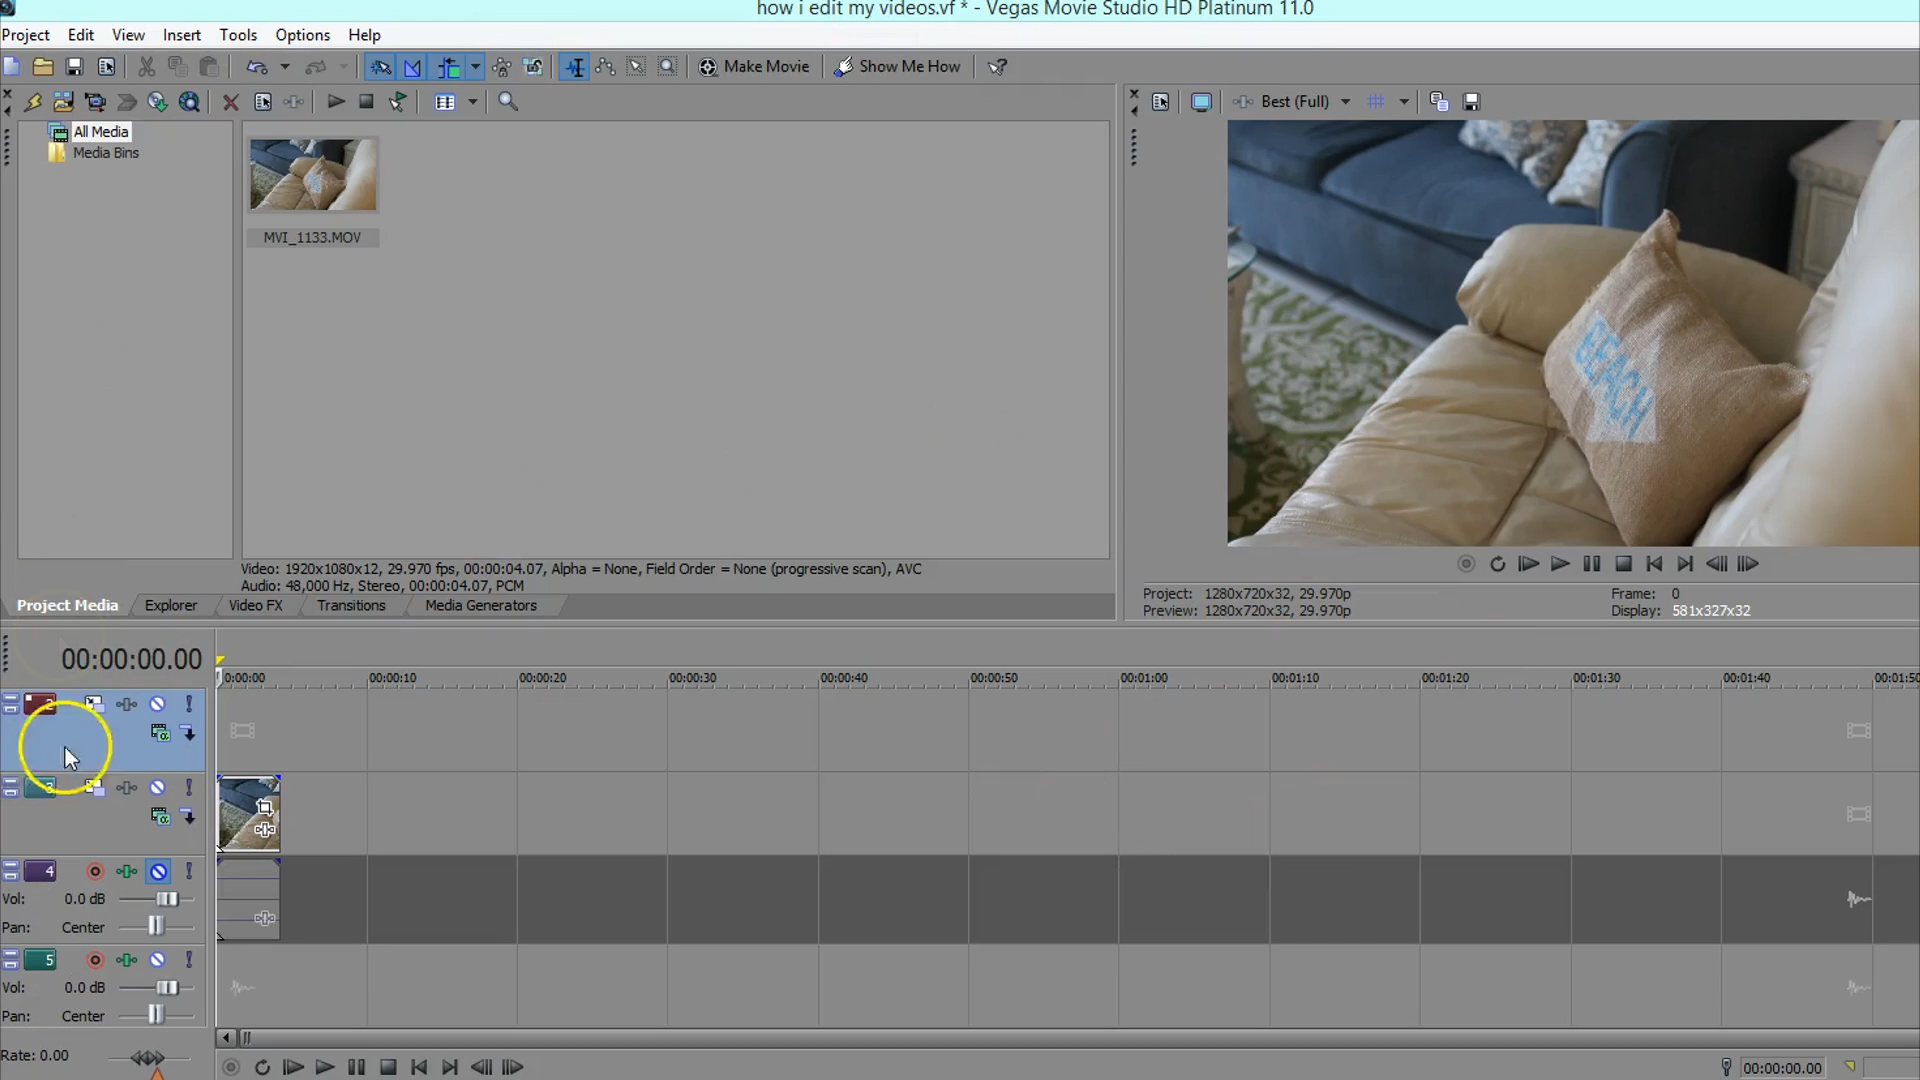 how i edit my videos.vf * - Vegas Movie Studio HD Platinum 11.0
Project Edit View Insert Tools Options Help
Make Movie Show Me How
Best (Full)
All Media
Media Bins
MVI_1133.MOV
BEACH
Video: 1920x1080x12, 29.970 fps, 00:00:04.07, Alpha = None, Field Order = None (progressive scan), AVC
Audio: 48,000 Hz, Stereo, 00:00:04.07, PCM
Project Media Explorer Video FX Transitions Media Generators
Project: 1280x720x32, 29.970p
Preview: 1280x720x32, 29.970p
Frame: 0
Display: 581x327x32
00:00:00.00
0:00:00 00:00:10 00:00:20 00:00:30 00:00:40 00:00:50 00:01:00 00:01:10 00:01:20 00:01:30 00:01:40 00:01:50
2
3
4
Vol: 0.0 dB
Pan: Center
5
Vol: 0.0 dB
Pan: Center
Rate: 0.00
00:00:00.00